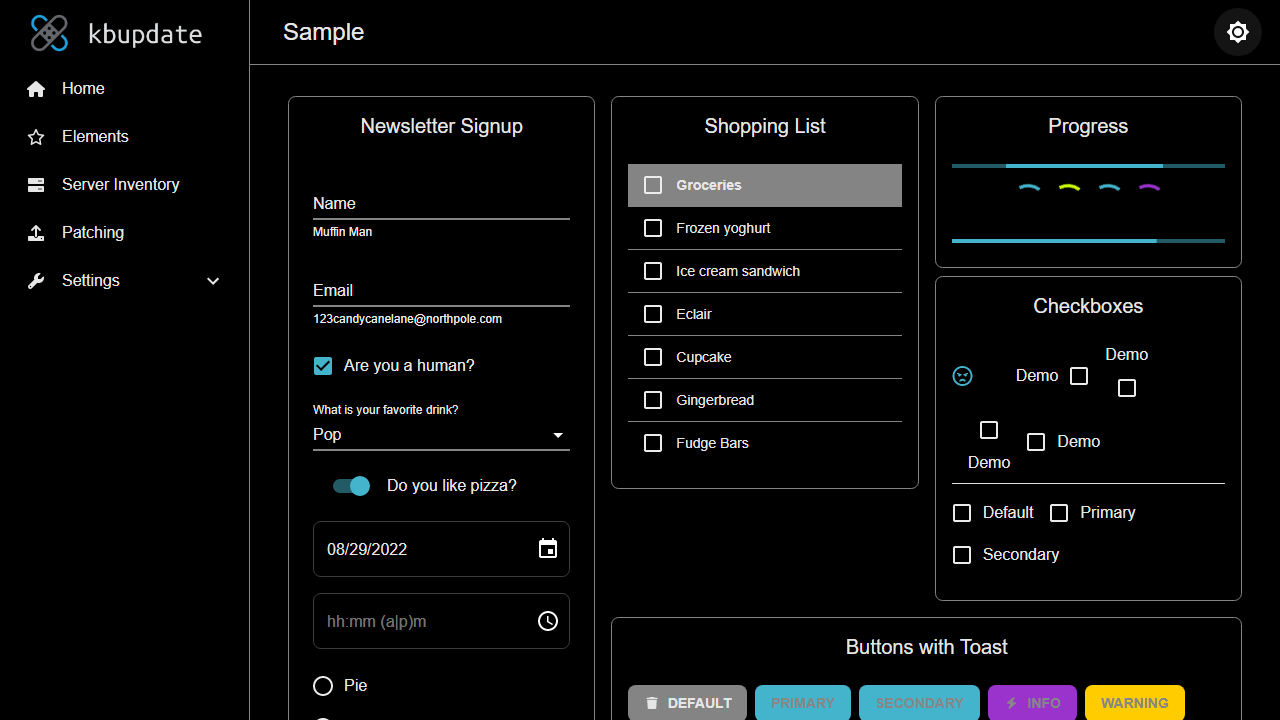 kbupdate
Home
Elements
Server Inventory
Patching
Settings
Sample
Newsletter Signup
Name
Muffin Man
Email
123candycanelane@northpole.com
Are you a human?
What is your favorite drink?
Pop
Do you like pizza?
08/29/2022
hh:mm (a|p)m
Pie
Shopping List
Groceries
Frozen yoghurt
Ice cream sandwich
Eclair
Cupcake
Gingerbread
Fudge Bars
Progress
Checkboxes
Demo
Demo
Demo
Demo
Default
Primary
Secondary
Buttons with Toast
DEFAULT
PRIMARY
SECONDARY
INFO
WARNING